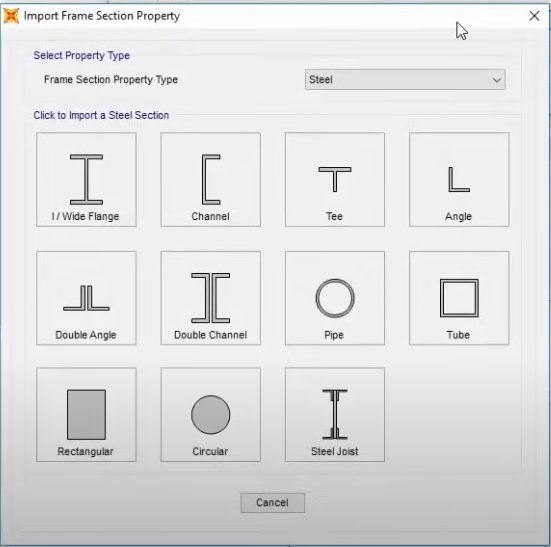 Import Frame Section Property
Select Property Type
Frame Section Property Type Steel
Click to Import a Steel Section
I / Wide Flange Channel Tee Angle
Double Angle Double Channel Pipe Tube
Rectangular Circular Steel Joist
Cancel